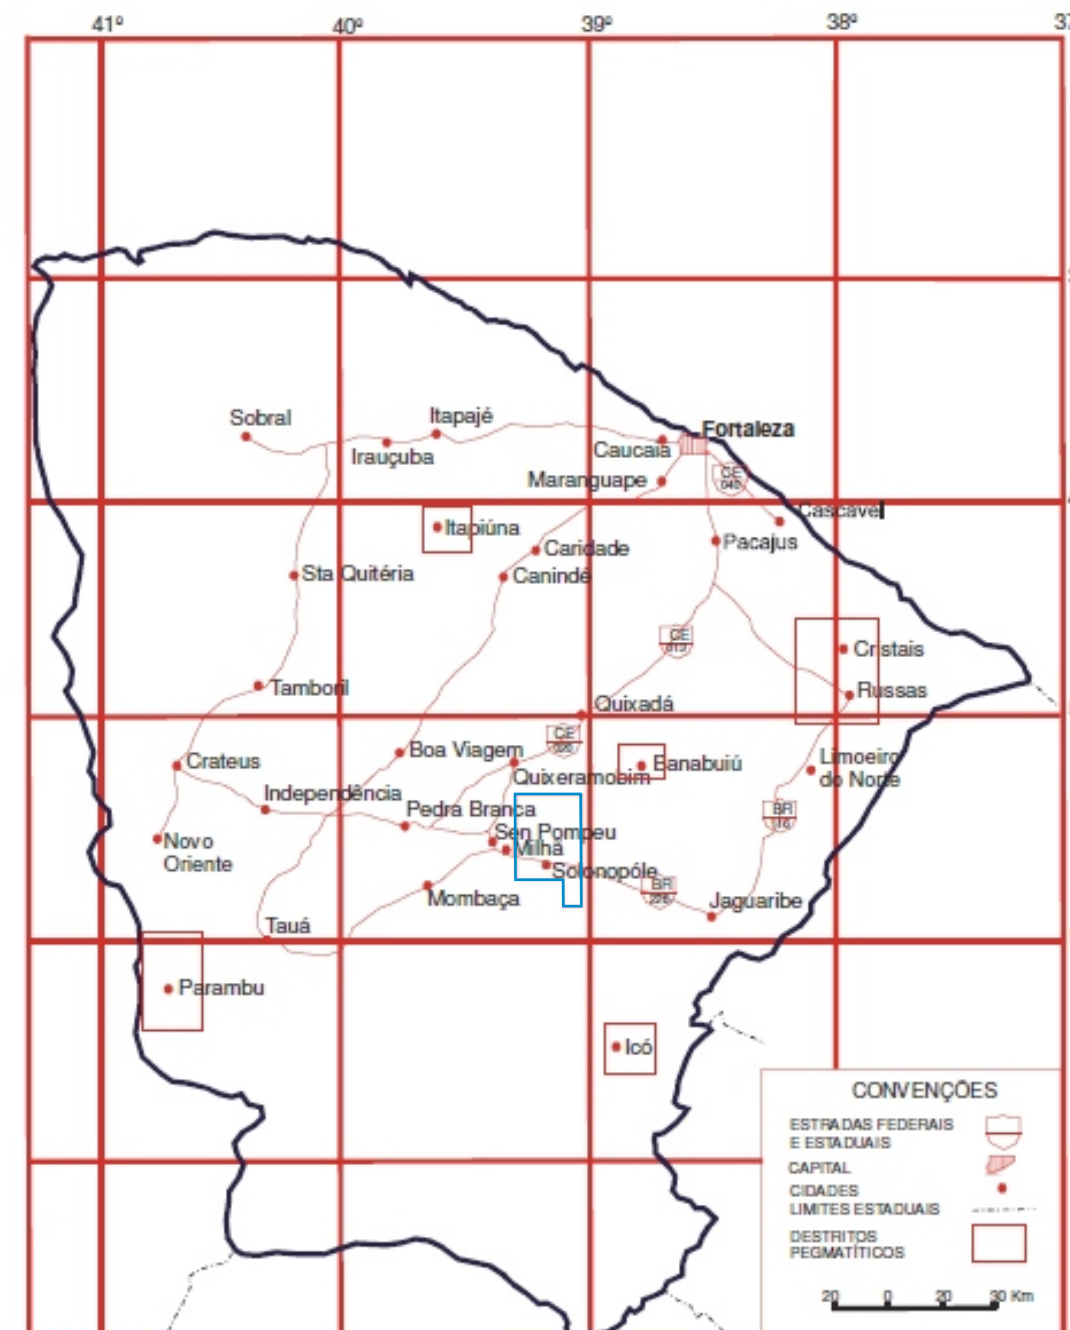 41º
40º
39º
38º
37
Sobral
Itapajé
Irauçuba
Fortaleza
Caucaia
Maranguape
CE
040
Cascavel
Itapiúna
Pacajus
Caridade
Canindé
Sta Quitéria
CE
Cristais
Russas
Tamboril
Quixadá
CE
Boa Viagem
Banabuiú
Limoeiro
do Norte
Crateus
Quixeramobim
Independência
Pedra Branca
BR
116
Sen Pompeu
Novo
Oriente
Milhã
Solonopóle
BR
226
Mombaça
Jaguaribe
Tauá
Parambu
Icó
CONVENÇÕES
ESTRADAS FEDERAIS
E ESTADUAIS
CAPITAL
CIDADES
LIMITES ESTADUAIS
DESTRITOS
PEGMATÍTICOS
20 0 20 30 Km